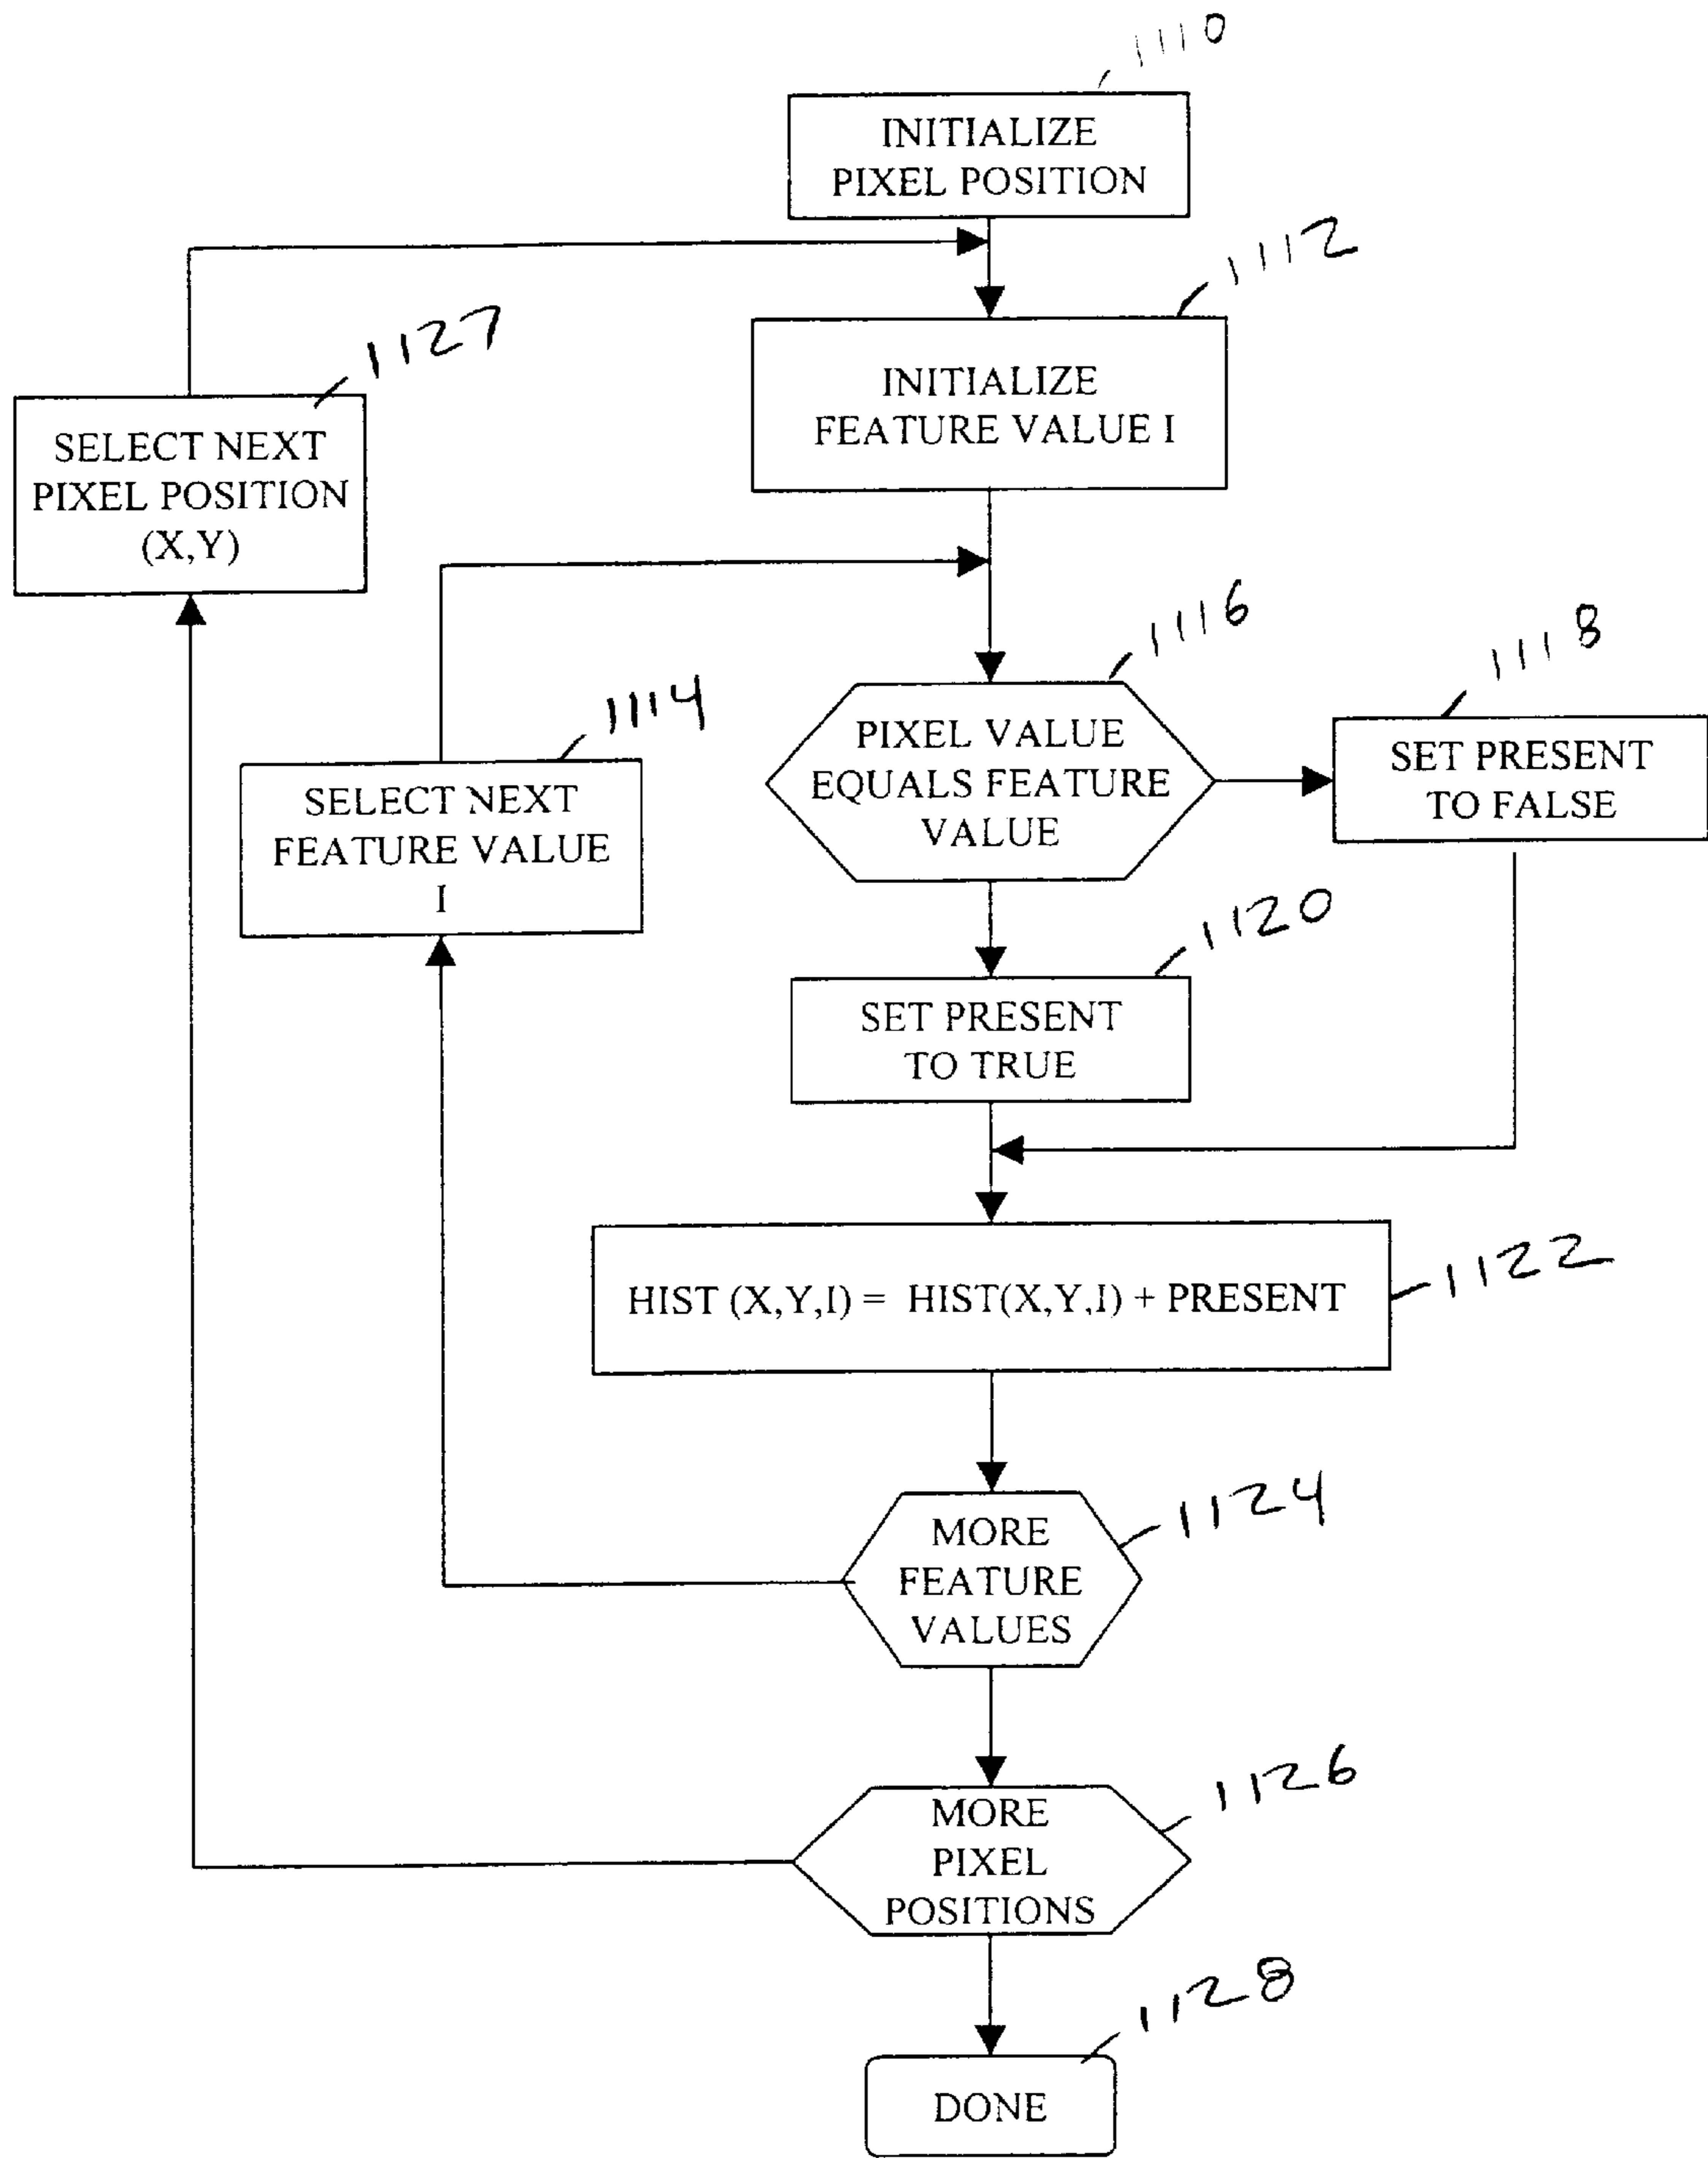 1110
INITIALIZE
PIXEL POSITION
1112
INITIALIZE
FEATURE VALUE I
1127
SELECT NEXT
PIXEL POSITION
(X,Y)
1116
PIXEL VALUE
EQUALS FEATURE
VALUE
1118
SET PRESENT
TO FALSE
1114
SELECT NEXT
FEATURE VALUE
I
1120
SET PRESENT
TO TRUE
HIST (X,Y,I) = HIST(X,Y,I) + PRESENT
1122
MORE
FEATURE
VALUES
1124
MORE
PIXEL
POSITIONS
1126
1128
DONE